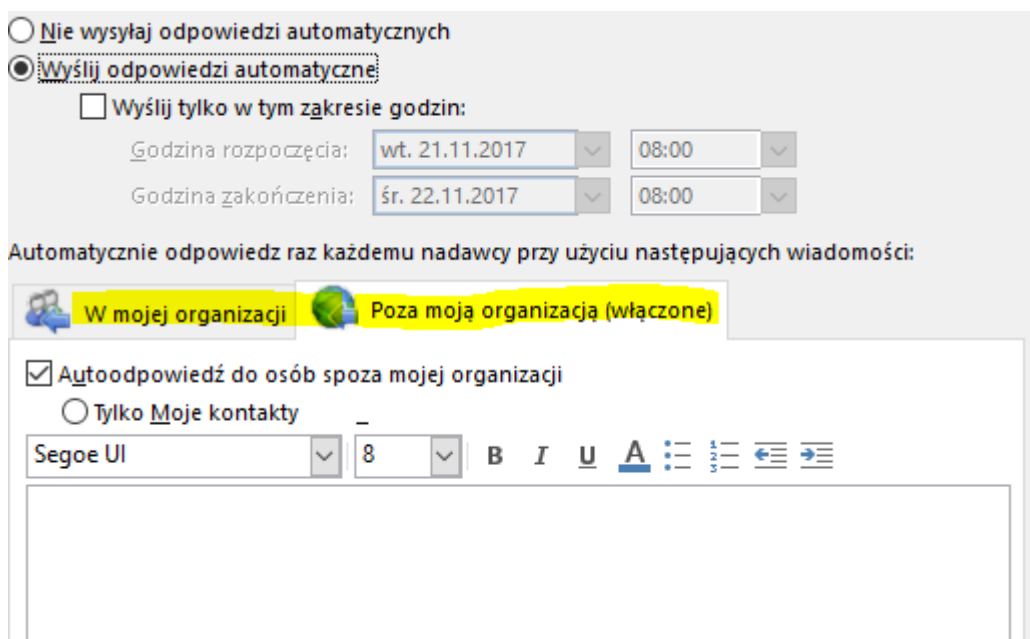 Nie wysyłaj odpowiedzi automatycznych
Wyślij odpowiedzi automatyczne
Wyślij tylko w tym zakresie godzin:
Godzina rozpoczęcia: wt. 21.11.2017 08:00
Godzina zakończenia: śr. 22.11.2017 08:00
Automatycznie odpowiedz raz każdemu nadawcy przy użyciu następujących wiadomości:
W mojej organizacji Poza moją organizacją (włączone)
Autoodpowiedź do osób spoza mojej organizacji
Tylko Moje kontakty _
Segoe UI 8 B I U A